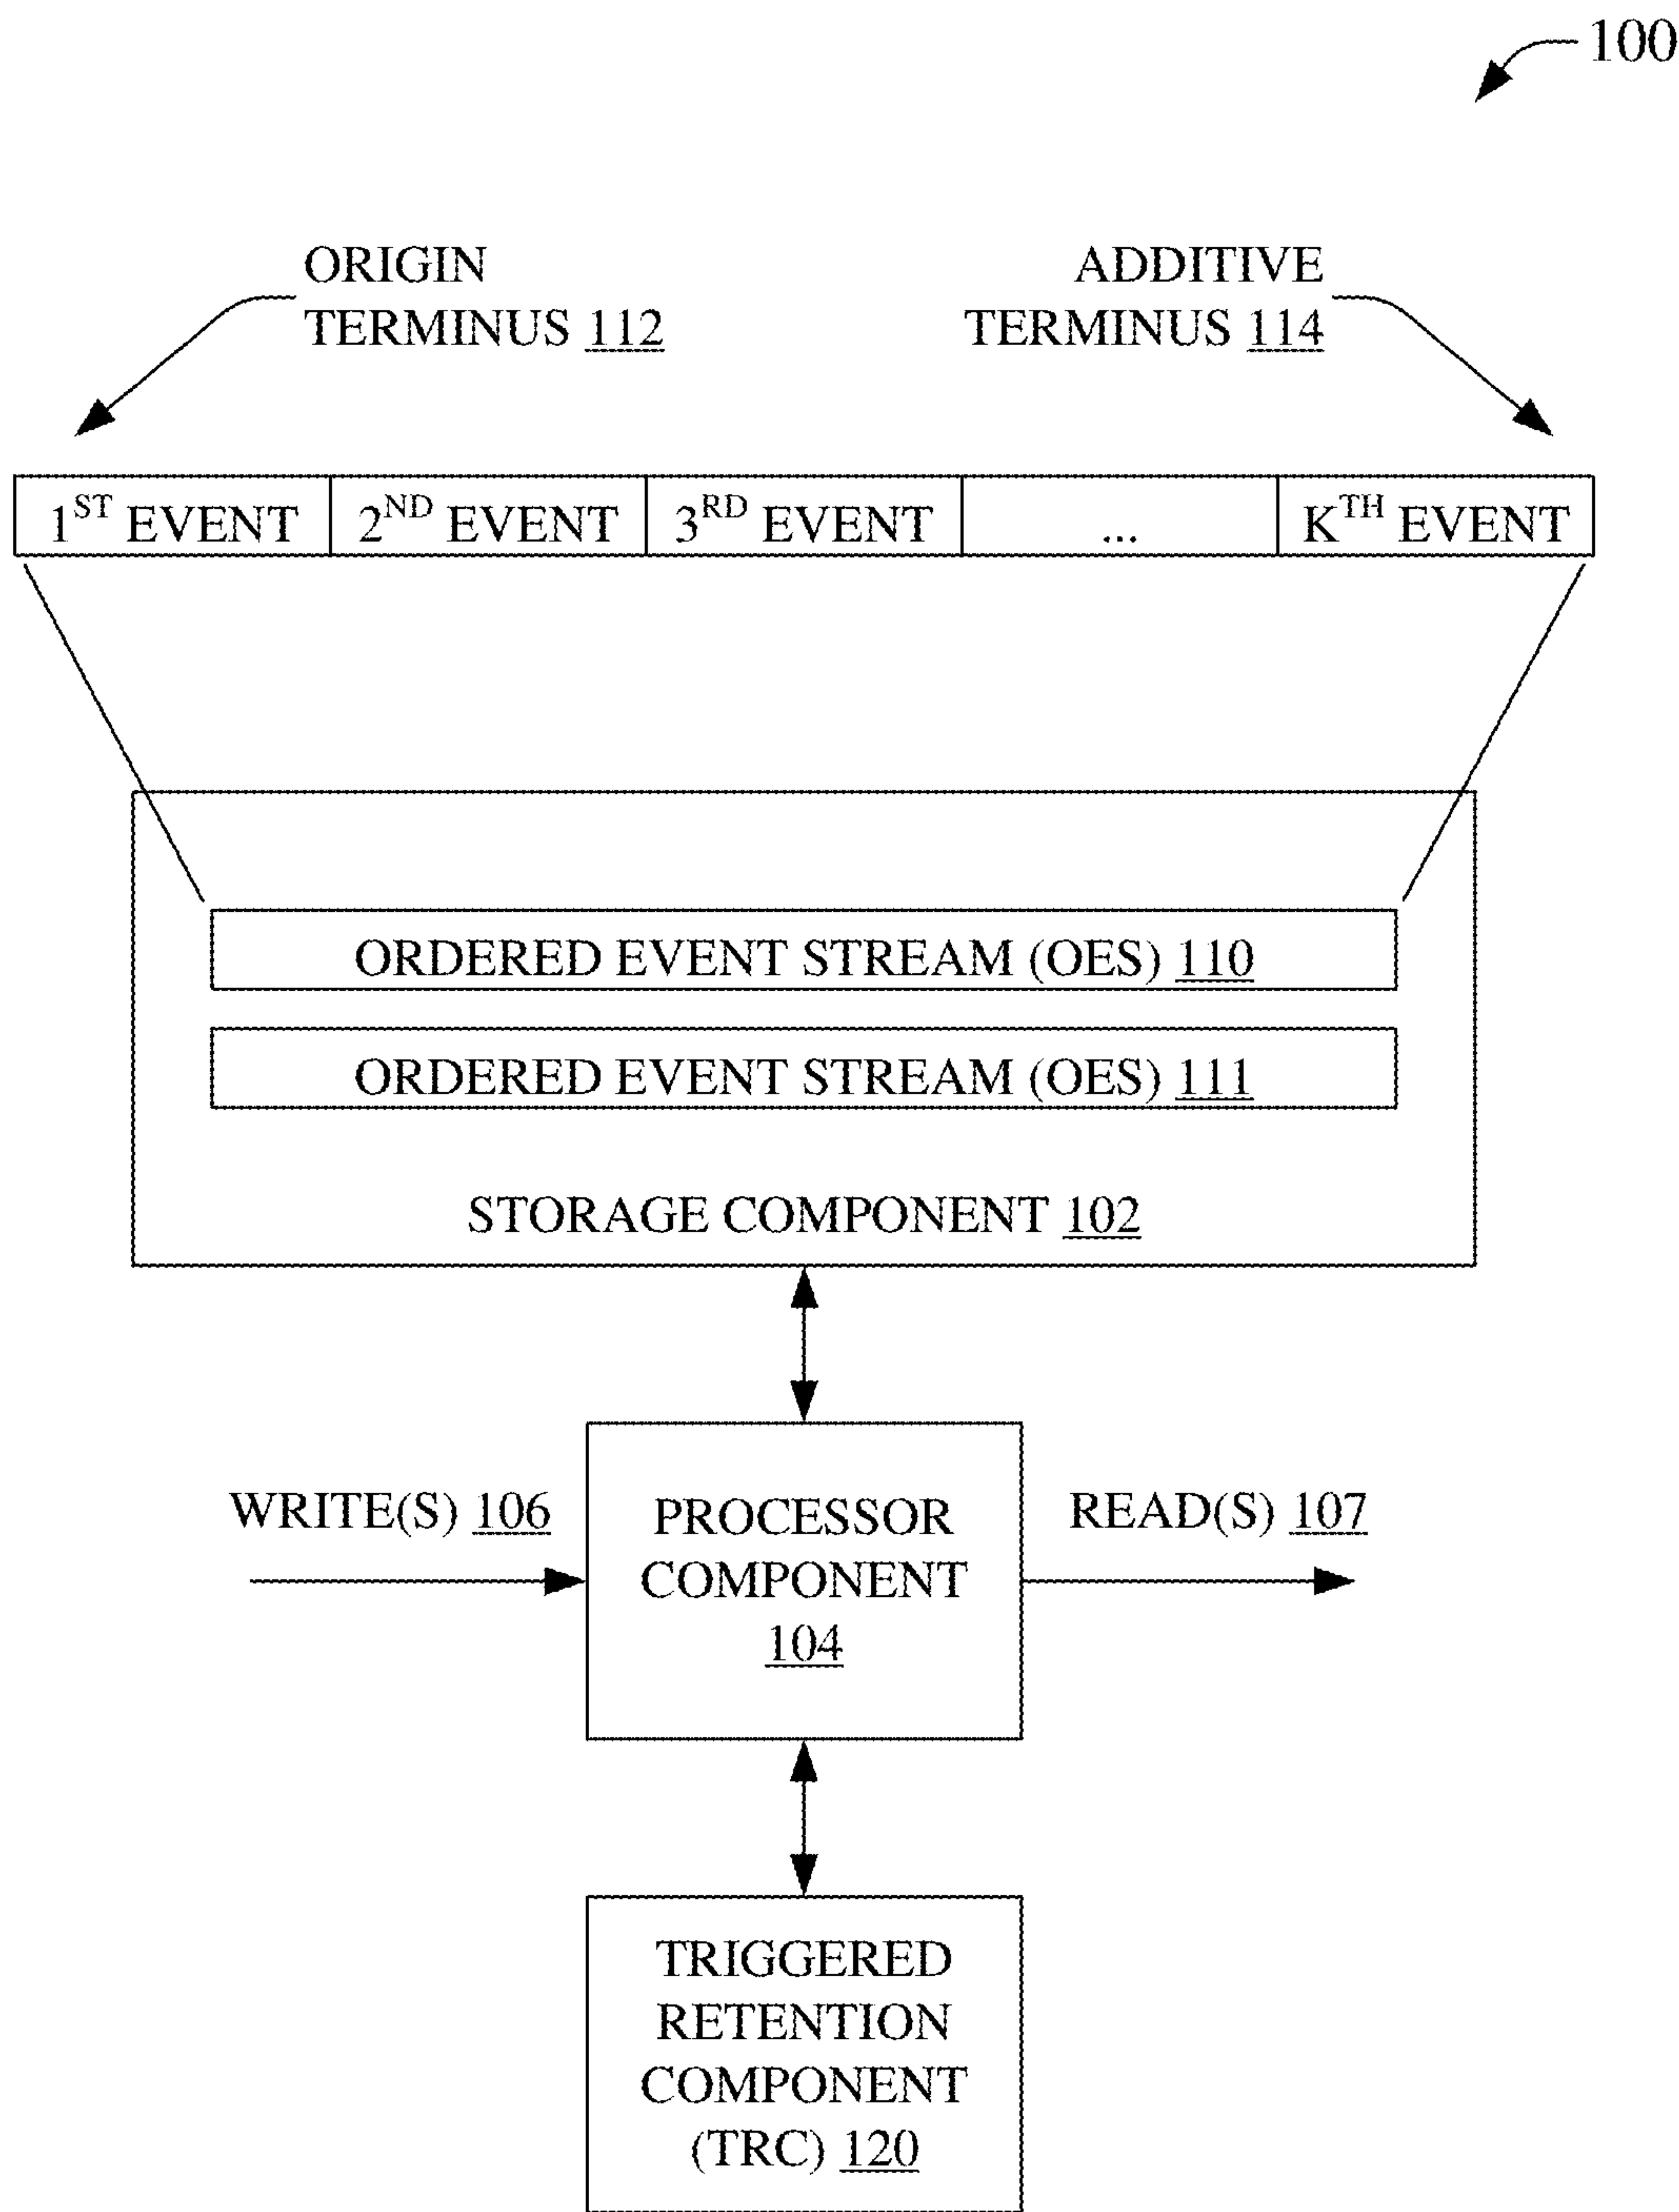 100
ORIGIN
TERMINUS 112
ADDITIVE
TERMINUS 114
1ST EVENT
2ND EVENT
3RD EVENT
...
KTH EVENT
ORDERED EVENT STREAM (OES) 110
ORDERED EVENT STREAM (OES) 111
STORAGE COMPONENT 102
WRITE(S) 106
PROCESSOR
COMPONENT
104
READ(S) 107
TRIGGERED
RETENTION
COMPONENT
(TRC) 120